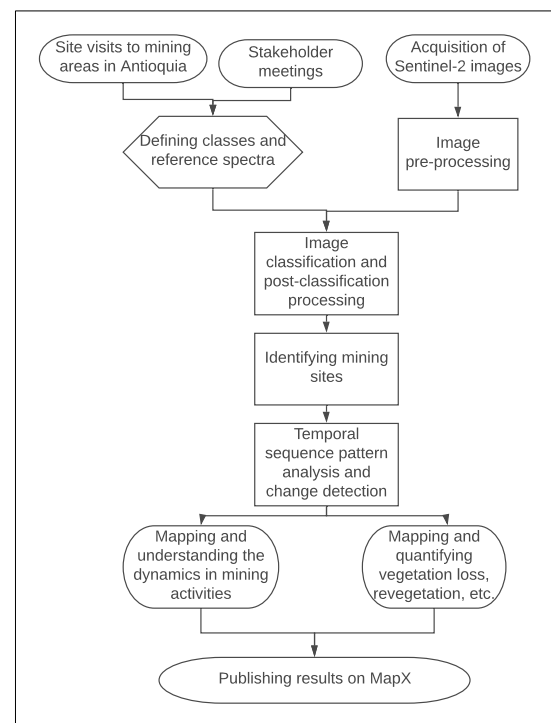 Site visits to mining
areas in Antioquia
Stakeholder
meetings
Acquisition of
Sentinel-2 images
Defining classes and
reference spectra
Image
pre-processing
Image
classification and
post-classification
processing
Identifying mining
sites
Temporal
sequence pattern
analysis and
change detection
Mapping and
understanding the
dynamics in mining
activities
Mapping and
quantifying
vegetation loss,
revegetation, etc.
Publishing results on MapX